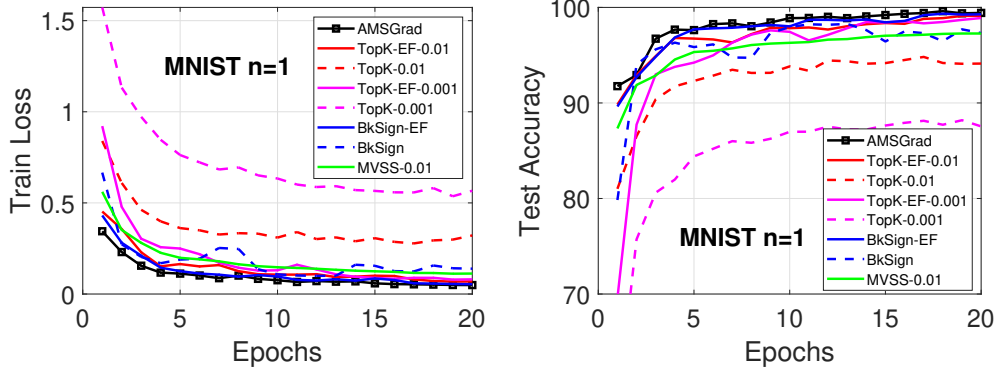 Train Loss
1.5
1
0.5
0
0
5
10
15
20
Epochs
MNIST n=1
AMSGrad
TopK-EF-0.01
TopK-0.01
TopK-EF-0.001
TopK-0.001
BkSign-EF
BkSign
MVSS-0.01
Test Accuracy
100
90
80
70
0
5
10
15
20
Epochs
MNIST n=1
AMSGrad
TopK-EF-0.01
TopK-0.01
TopK-EF-0.001
TopK-0.001
BkSign-EF
BkSign
MVSS-0.01